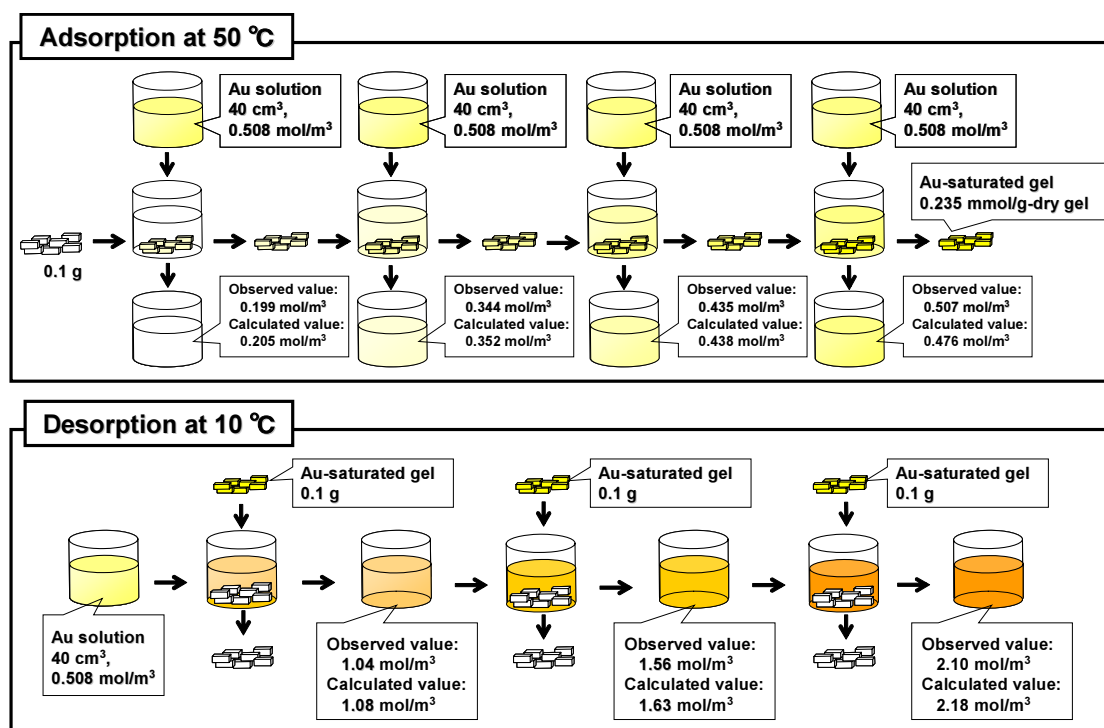 Adsorption at 50 ℃
Au solution
40 cm³,
0.508 mol/m³
Au solution
40 cm³,
0.508 mol/m³
Au solution
40 cm³,
0.508 mol/m³
Au solution
40 cm³,
0.508 mol/m³
Au-saturated gel
0.235 mmol/g-dry gel
0.1 g
Observed value:
0.199 mol/m³
Calculated value:
0.205 mol/m³
Observed value:
0.344 mol/m³
Calculated value:
0.352 mol/m³
Observed value:
0.435 mol/m³
Calculated value:
0.438 mol/m³
Observed value:
0.507 mol/m³
Calculated value:
0.476 mol/m³
Desorption at 10 ℃
Au-saturated gel
0.1 g
Au-saturated gel
0.1 g
Au-saturated gel
0.1 g
Au solution
40 cm³,
0.508 mol/m³
Observed value:
1.04 mol/m³
Calculated value:
1.08 mol/m³
Observed value:
1.56 mol/m³
Calculated value:
1.63 mol/m³
Observed value:
2.10 mol/m³
Calculated value:
2.18 mol/m³